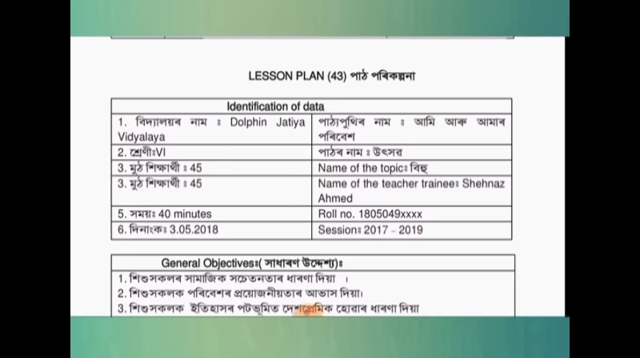 LESSON PLAN (43) পাঠ পৰিকল্পনা
Identification of data
1. বিদ্যালয়ৰ নাম ঃ Dolphin Jatiya
Vidyalaya
পাঠ্যপুথিৰ নাম ঃ আমি আৰু আমাৰ
পৰিবেশ
2. শ্ৰেণীঃVI
পাঠৰ নাম ঃ উৎসৱ
3. মুঠ শিক্ষাৰ্থী ঃ 45
Name of the topicঃ বিহু
3. মুঠ শিক্ষাৰ্থী ঃ 45
Name of the teacher traineeঃ Shehnaz
Ahmed
5. সময়ঃ 40 minutes
Roll no. 1805049xxxx
6. দিনাংকঃ 3.05.2018
Sessionঃ 2017 – 2019
General Objectivesঃ( সাধাৰণ উদ্দেশ্য)ঃ
1. শিশুসকলৰ সামাজিক সচেতনতাৰ ধাৰণা দিয়া ।
2. শিশুসকলক পৰিবেশৰ প্ৰয়োজনীয়তাৰ আভাস দিয়া।
3. শিশুসকলক ইতিহাসৰ পটভূমিত দেশপ্ৰেমিক হোৱাৰ ধাৰণা দিয়া